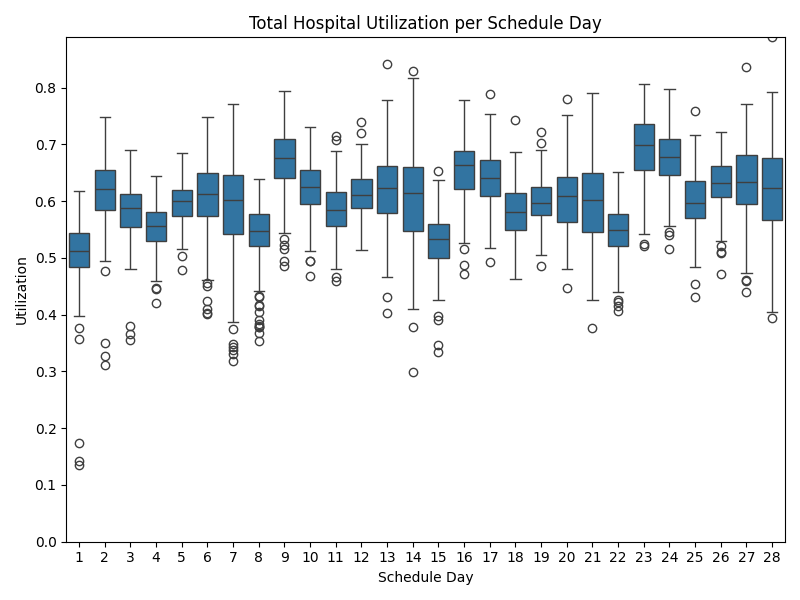 Total Hospital Utilization per Schedule Day
Utilization
0.8
0.7
0.6
0.5
0.4
0.3
0.2
0.1
0.0
1 2 3 4 5 6 7 8 9 10 11 12 13 14 15 16 17 18 19 20 21 22 23 24 25 26 27 28
Schedule Day